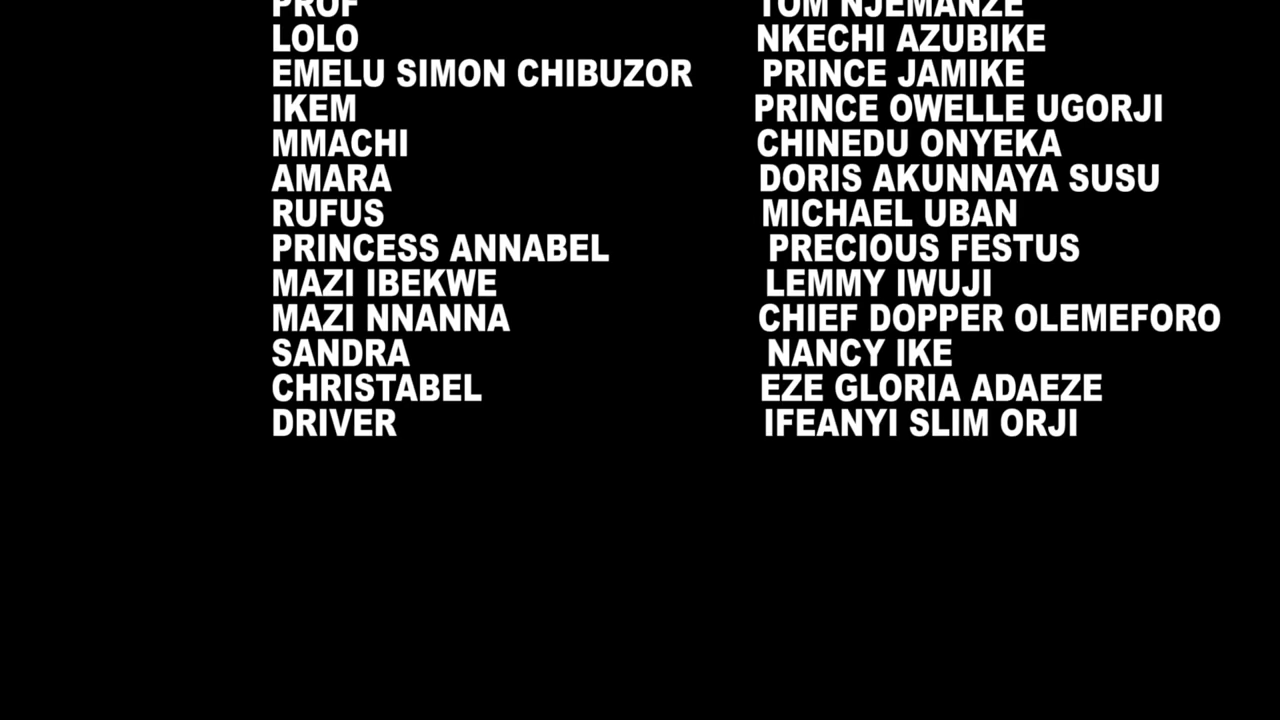 PROF TOM NJEMANZE
LOLO NKECHI AZUBIKE
EMELU SIMON CHIBUZOR PRINCE JAMIKE
IKEM PRINCE OWELLE UGORJI
MMACHI CHINEDU ONYEKA
AMARA DORIS AKUNNAYA SUSU
RUFUS MICHAEL UBAN
PRINCESS ANNABEL PRECIOUS FESTUS
MAZI IBEKWE LEMMY IWUJI
MAZI NNANNA CHIEF DOPPER OLEMEFORO
SANDRA NANCY IKE
CHRISTABEL EZE GLORIA ADAEZE
DRIVER IFEANYI SLIM ORJI